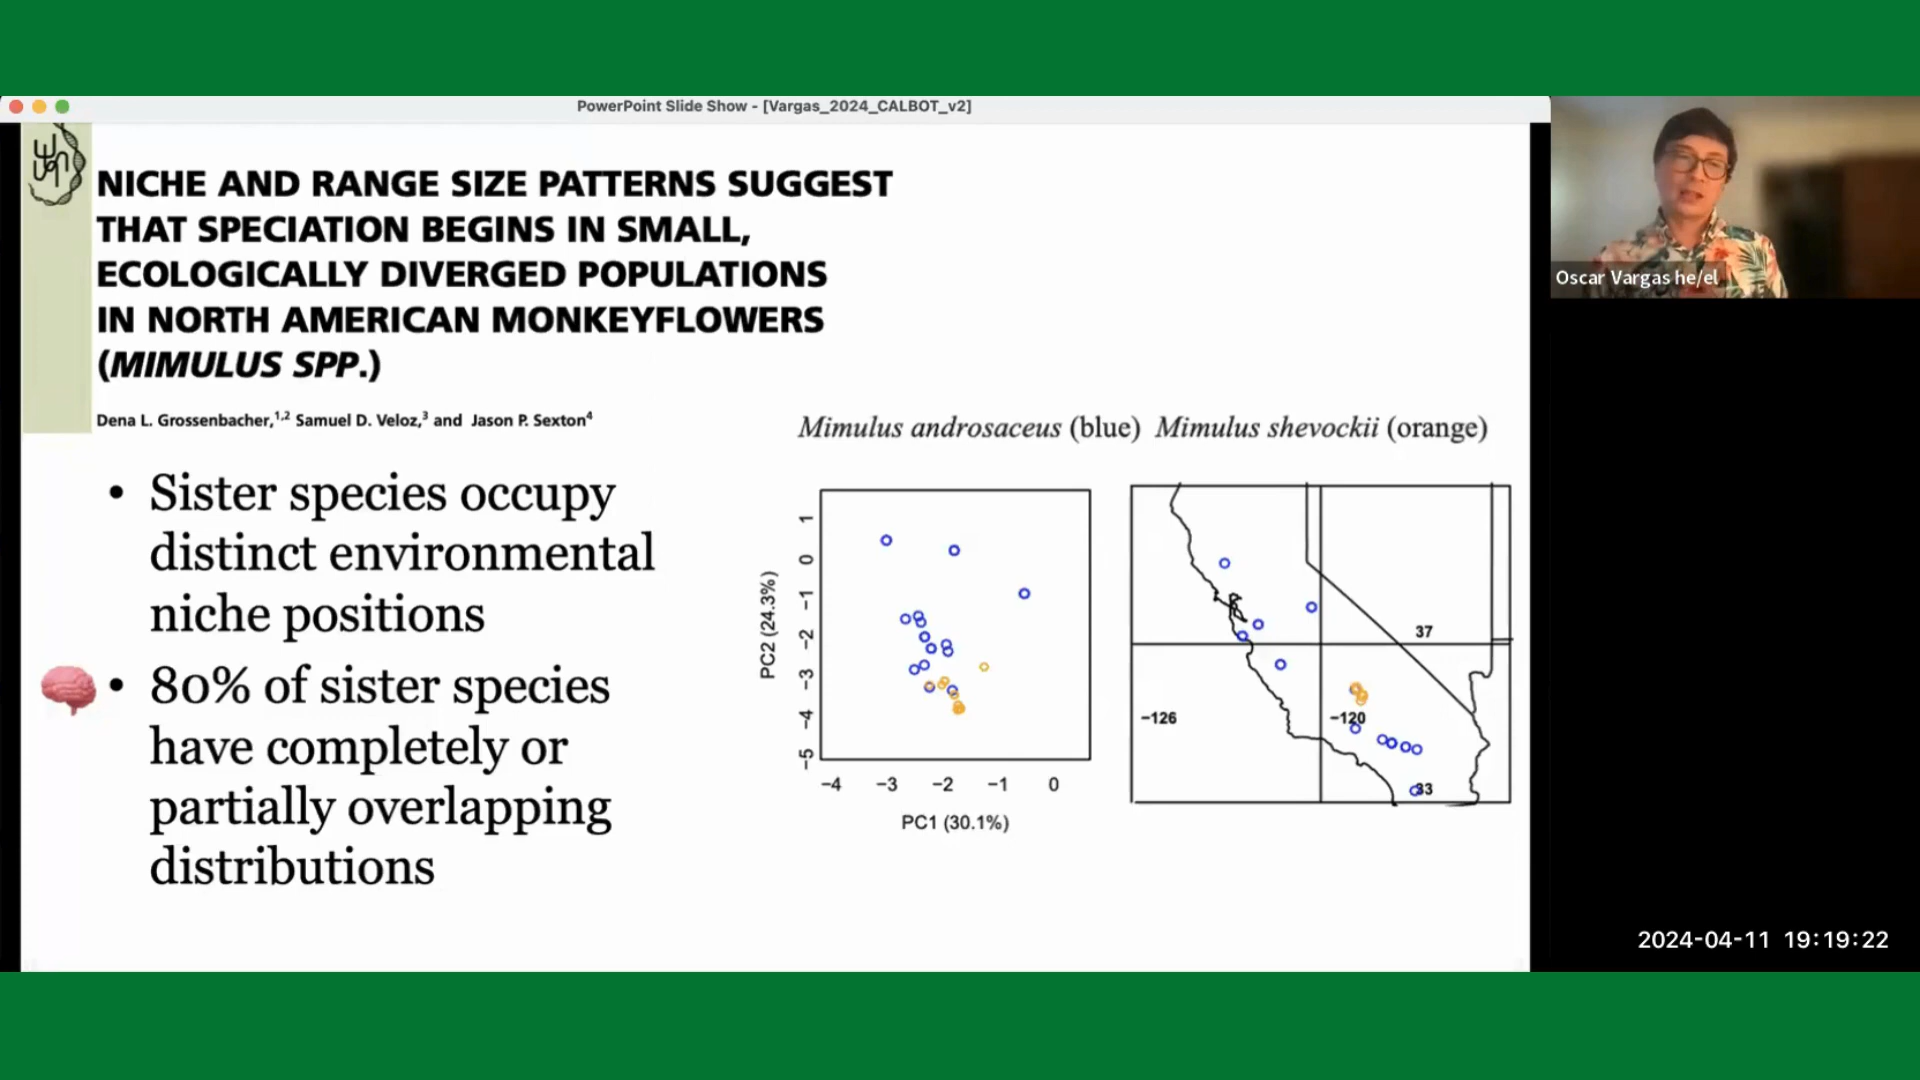 PowerPoint Slide Show - [Vargas_2024_CALBOT_v2]
NICHE AND RANGE SIZE PATTERNS SUGGEST
THAT SPECIATION BEGINS IN SMALL,
ECOLOGICALLY DIVERGED POPULATIONS
IN NORTH AMERICAN MONKEYFLOWERS
(MIMULUS SPP.)
Dena L. Grossenbacher,1,2 Samuel D. Veloz,3 and Jason P. Sexton4
• Sister species occupy
distinct environmental
niche positions
• 80% of sister species
have completely or
partially overlapping
distributions
Mimulus androsaceus (blue) Mimulus shevockii (orange)
PC2 (24.3%)
1
0
−1
−2
−3
−4
−5
−4 −3 −2 −1 0
PC1 (30.1%)
37
−126
−120
33
Oscar Vargas he/el
2024-04-11 19:19:22